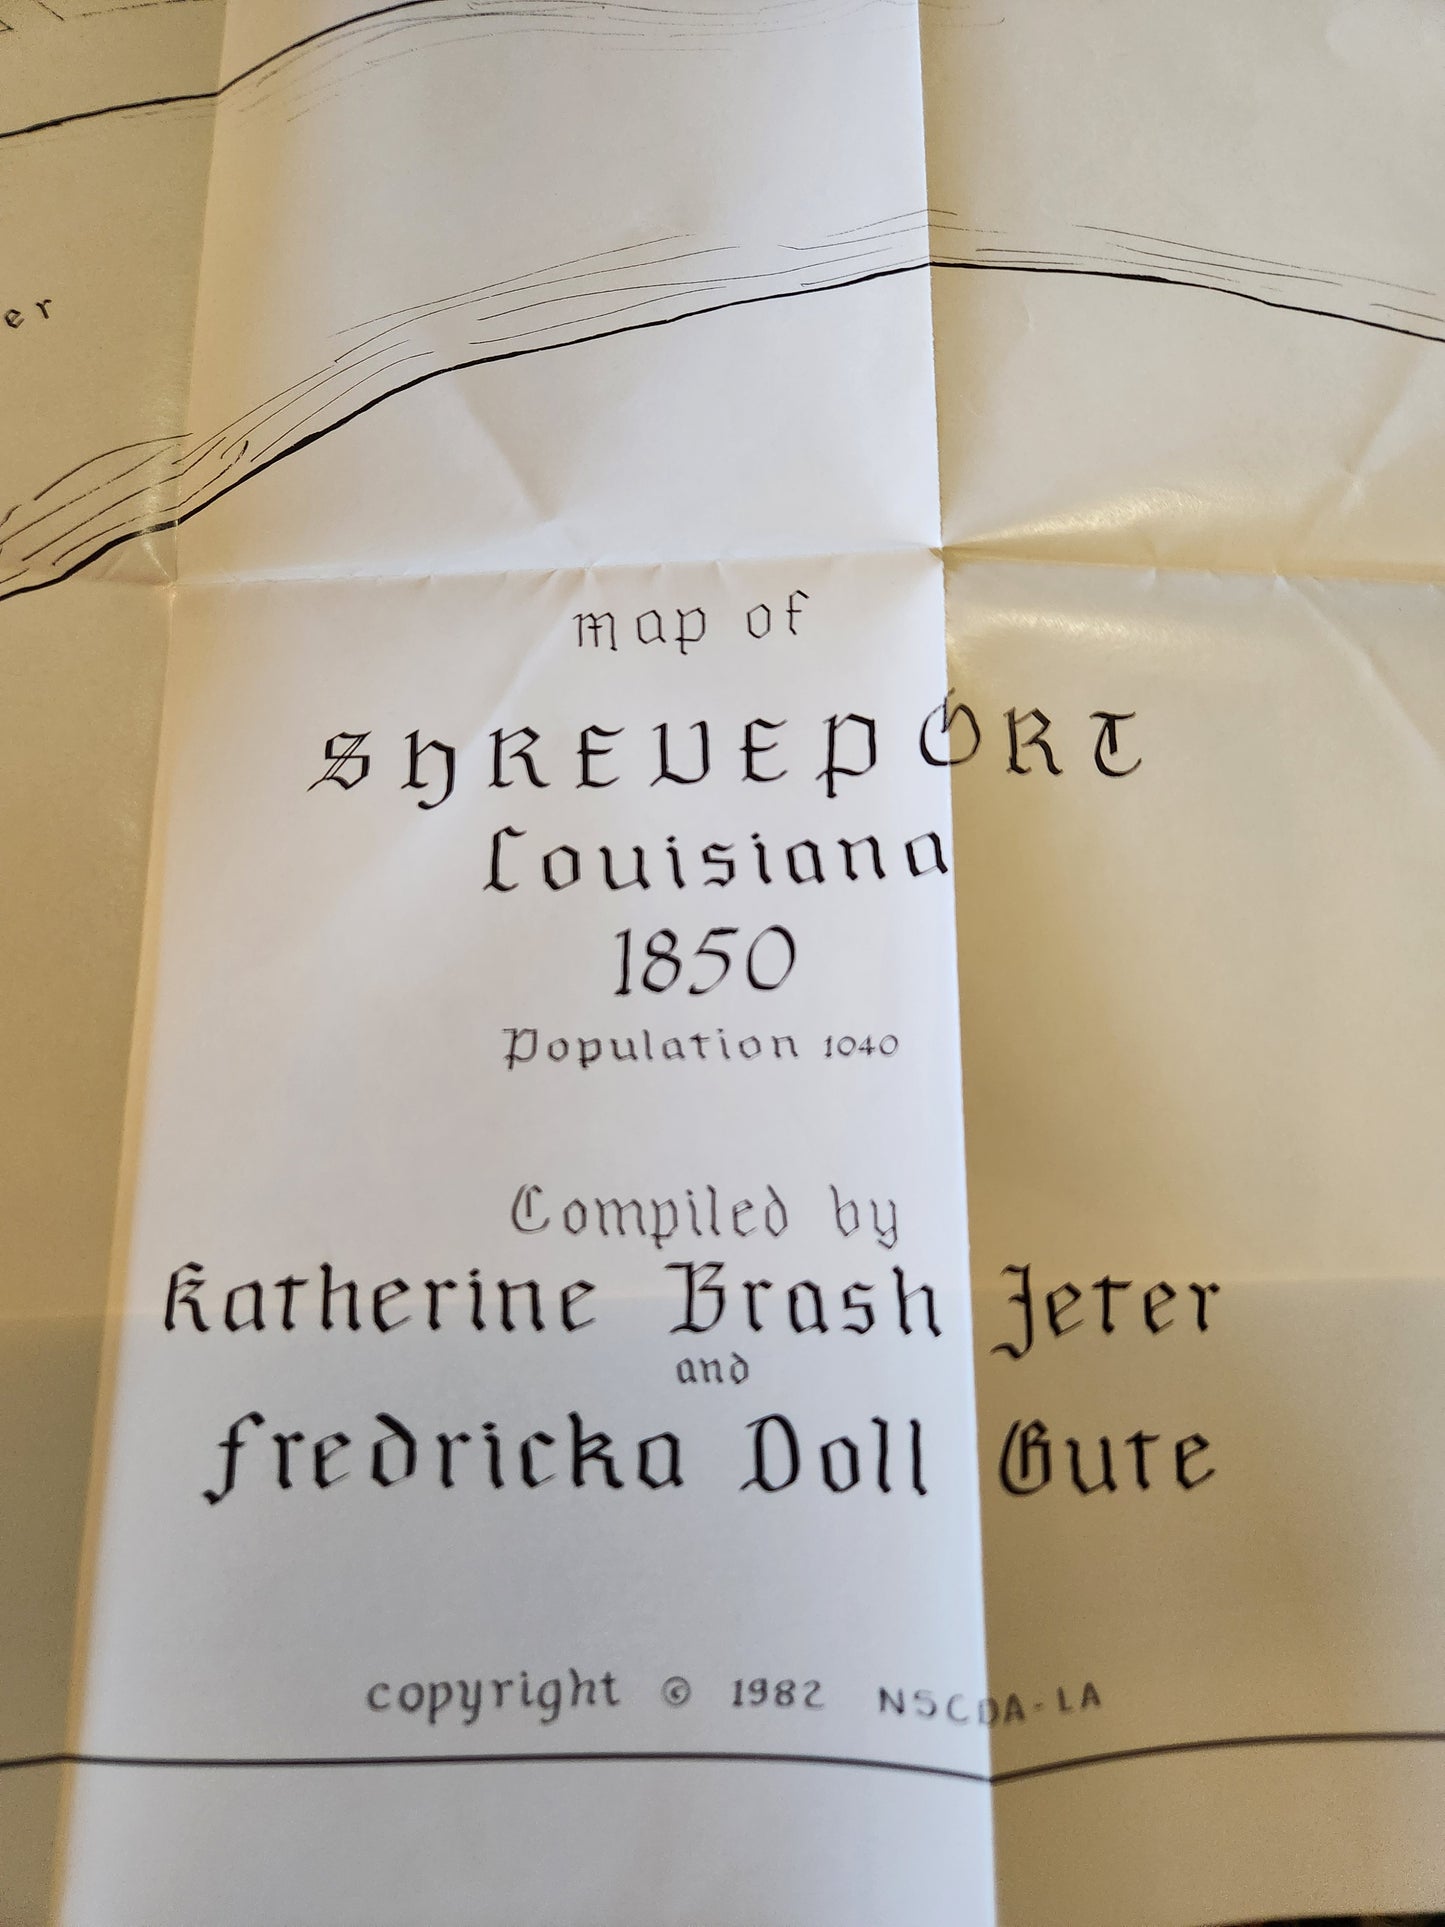 er
map of
SHREVEPORT
Louisiana
1850
Population 1040
Compiled by
Katherine Brash Jeter
and
Fredricka Doll Gute
copyright © 1982 NSCDA-LA